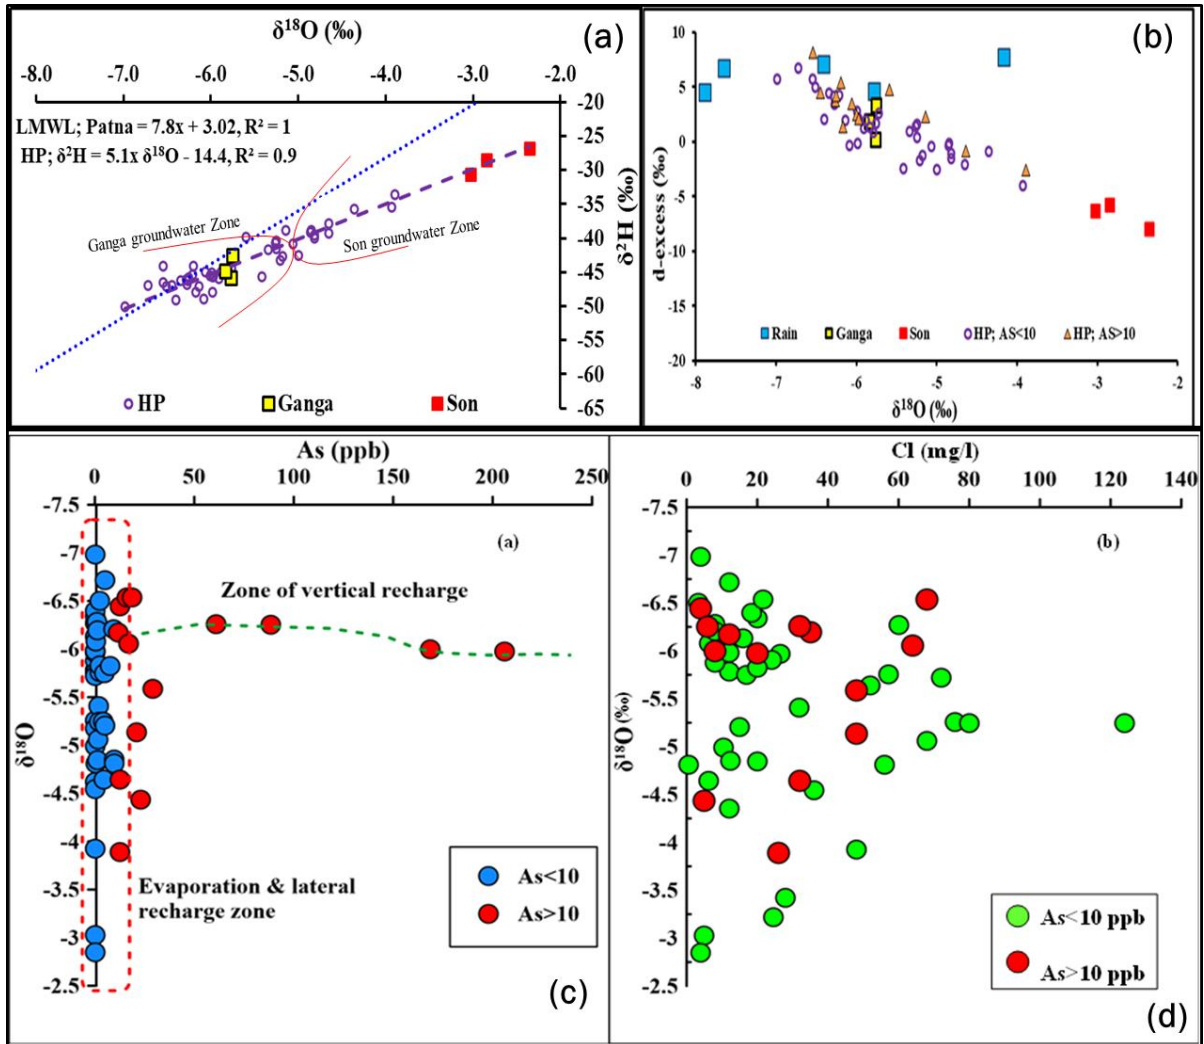 δ¹⁸O (‰)
(a)
-8.0 -7.0 -6.0 -5.0 -4.0 -3.0 -2.0
LMWL; Patna = 7.8x + 3.02, R² = 1
HP; δ²H = 5.1x δ¹⁸O - 14.4, R² = 0.9
Ganga groundwater Zone
Son groundwater Zone
-20
-25
-30
-35
-40
-45
-50
-55
-60
-65
δ²H (‰)
HP Ganga Son
(b)
10
5
0
-5
-10
-15
-20
d-excess (‰)
Rain Ganga Son HP; AS<10 HP; AS>10
-8 -7 -6 -5 -4 -3 -2
δ¹⁸O (‰)
As (ppb)
0 50 100 150 200 250
-7.5
-7
-6.5
-6
-5.5
-5
-4.5
-4
-3.5
-3
-2.5
δ¹⁸O
(a)
Zone of vertical recharge
Evaporation & lateral
recharge zone
As<10
As>10
(c)
Cl (mg/l)
0 20 40 60 80 100 120 140
-7.5
-7
-6.5
-6
-5.5
-5
-4.5
-4
-3.5
-3
-2.5
δ¹⁸O (‰)
(b)
As<10 ppb
As>10 ppb
(d)